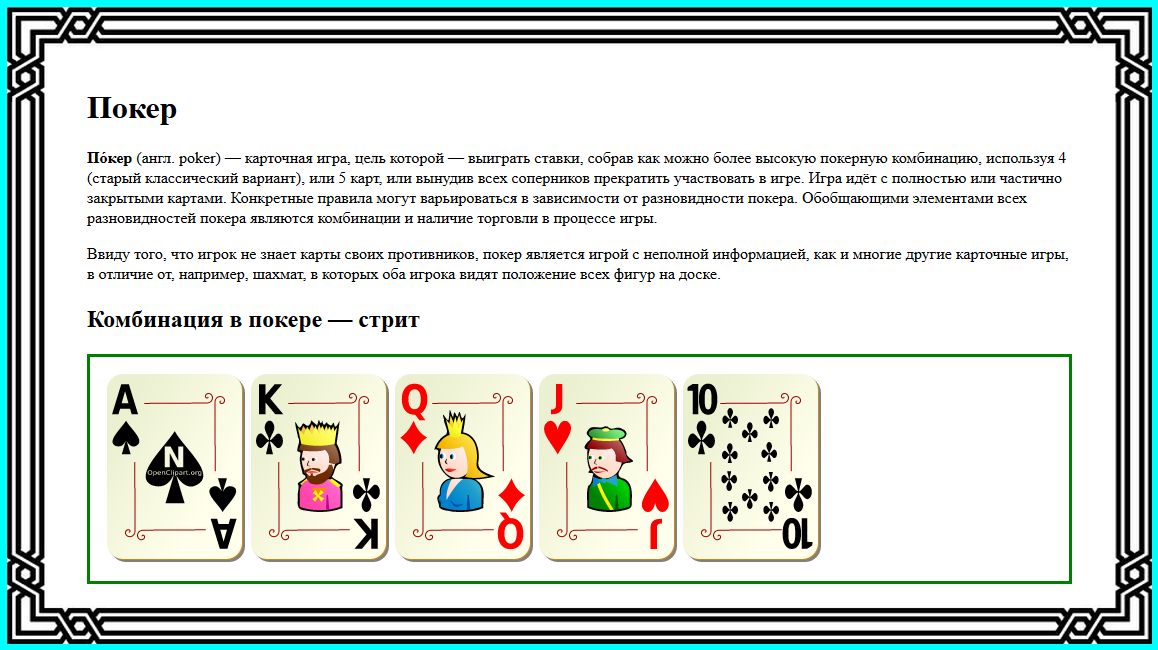 Покер
По́кер (англ. poker) — карточная игра, цель которой — выиграть ставки, собрав как можно более высокую покерную комбинацию, используя 4
(старый классический вариант), или 5 карт, или вынудив всех соперников прекратить участвовать в игре. Игра идёт с полностью или частично
закрытыми картами. Конкретные правила могут варьироваться в зависимости от разновидности покера. Обобщающими элементами всех
разновидностей покера являются комбинации и наличие торговли в процессе игры.
Ввиду того, что игрок не знает карты своих противников, покер является игрой с неполной информацией, как и многие другие карточные игры,
в отличие от, например, шахмат, в которых оба игрока видят положение всех фигур на доске.
Комбинация в покере — стрит
A K Q J 10
N
OpenClipart.org
A K Q J 10